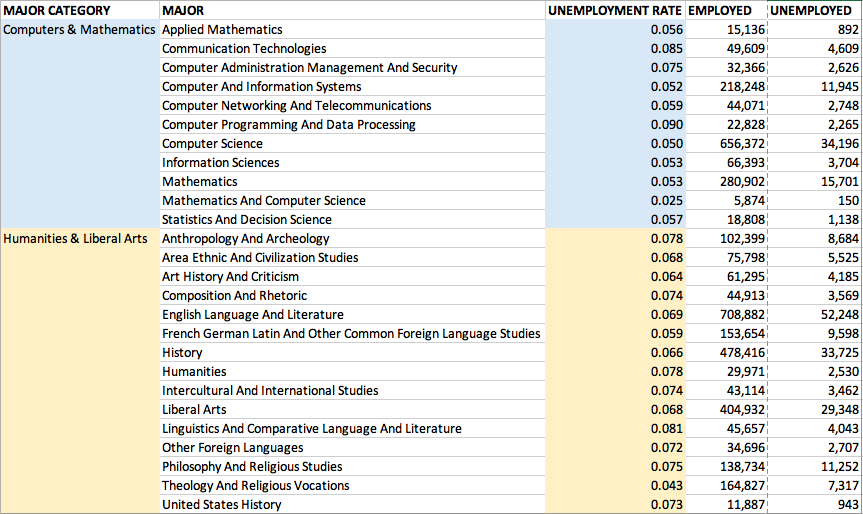 MAJOR CATEGORY MAJOR UNEMPLOYMENT RATE EMPLOYED UNEMPLOYED
Computers & Mathematics Applied Mathematics 0.056 15,136 892
Communication Technologies 0.085 49,609 4,609
Computer Administration Management And Security 0.075 32,366 2,626
Computer And Information Systems 0.052 218,248 11,945
Computer Networking And Telecommunications 0.059 44,071 2,748
Computer Programming And Data Processing 0.090 22,828 2,265
Computer Science 0.050 656,372 34,196
Information Sciences 0.053 66,393 3,704
Mathematics 0.053 280,902 15,701
Mathematics And Computer Science 0.025 5,874 150
Statistics And Decision Science 0.057 18,808 1,138
Humanities & Liberal Arts Anthropology And Archeology 0.078 102,399 8,684
Area Ethnic And Civilization Studies 0.068 75,798 5,525
Art History And Criticism 0.064 61,295 4,185
Composition And Rhetoric 0.074 44,913 3,569
English Language And Literature 0.069 708,882 52,248
French German Latin And Other Common Foreign Language Studies 0.059 153,654 9,598
History 0.066 478,416 33,725
Humanities 0.078 29,971 2,530
Intercultural And International Studies 0.074 43,114 3,462
Liberal Arts 0.068 404,932 29,348
Linguistics And Comparative Language And Literature 0.081 45,657 4,043
Other Foreign Languages 0.072 34,696 2,707
Philosophy And Religious Studies 0.075 138,734 11,252
Theology And Religious Vocations 0.043 164,827 7,317
United States History 0.073 11,887 943